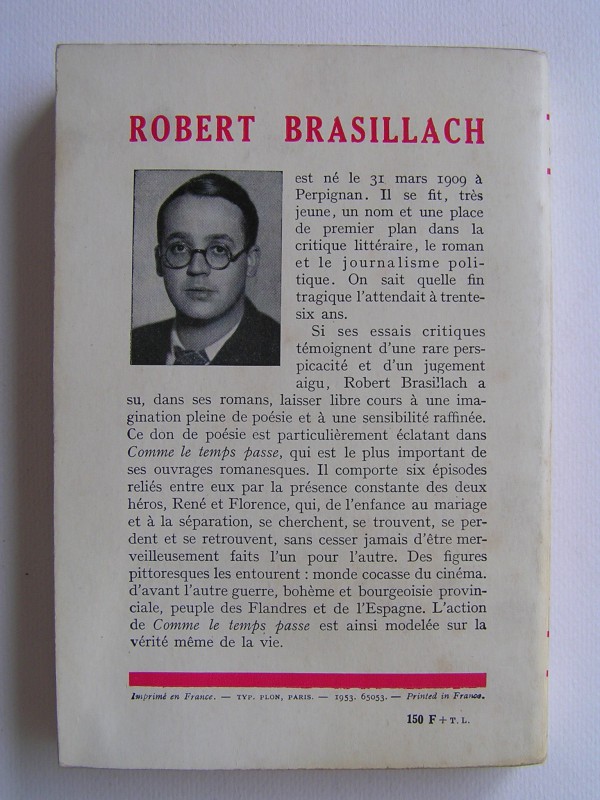 ROBERT BRASILLACH
est né le 31 mars 1909 à
Perpignan. Il se fit, très
jeune, un nom et une place
de premier plan dans la
critique littéraire, le roman
et le journalisme poli-
tique. On sait quelle fin
tragique l'attendait à trente-
six ans.
Si ses essais critiques
témoignent d'une rare pers-
picacité et d'un jugement
aigu, Robert Brasillach a
su, dans ses romans, laisser libre cours à une ima-
gination pleine de poésie et à une sensibilité raffinée.
Ce don de poésie est particulièrement éclatant dans
Comme le temps passe, qui est le plus important de
ses ouvrages romanesques. Il comporte six épisodes
reliés entre eux par la présence constante des deux
héros, René et Florence, qui, de l'enfance au mariage
et à la séparation, se cherchent, se trouvent, se per-
dent et se retrouvent, sans cesser jamais d'être mer-
veilleusement faits l'un pour l'autre. Des figures
pittoresques les entourent : monde cocasse du cinéma.
d'avant l'autre guerre, bohème et bourgeoisie provin-
ciale, peuple des Flandres et de l'Espagne. L'action
de Comme le temps passe est ainsi modelée sur la
vérité même de la vie.
Imprimé en France. — TYP. PLON, PARIS. — 1953. 65053. — Printed in France.
150 F + T. L.